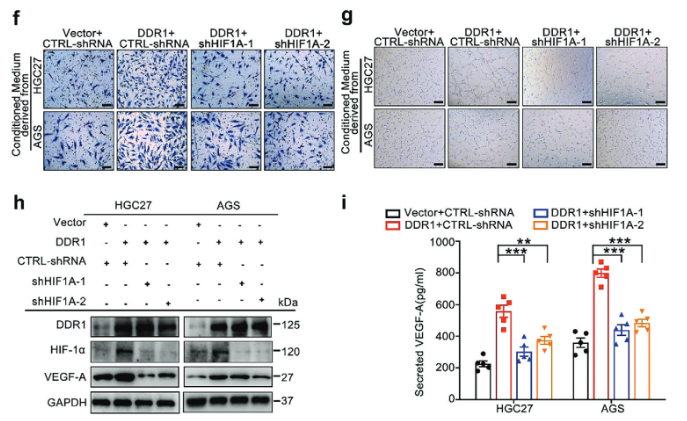 f
Vector+ DDR1+ DDR1+ DDR1+
CTRL-shRNA CTRL-shRNA shHIF1A-1 shHIF1A-2
Conditioned Medium
derived from
HGC27
AGS
g
Vector+ DDR1+ DDR1+ DDR1+
CTRL-shRNA CTRL-shRNA shHIF1A-1 shHIF1A-2
Conditioned Medium
derived from
HGC27
AGS
h
HGC27 AGS
Vector + - - - + - - -
DDR1 - + + + - + + +
CTRL-shRNA + + - - + + - -
shHIF1A-1 - - + - - - + -
shHIF1A-2 - - - + - - - + kDa
DDR1 -125
HIF-1α -120
VEGF-A -27
GAPDH -37
i
Vector+CTRL-shRNA DDR1+shHIF1A-1
DDR1+CTRL-shRNA DDR1+shHIF1A-2
Secreted VEGF-A(pg/ml)
1000
800
600
400
200
0
** ***
*** ***
HGC27 AGS